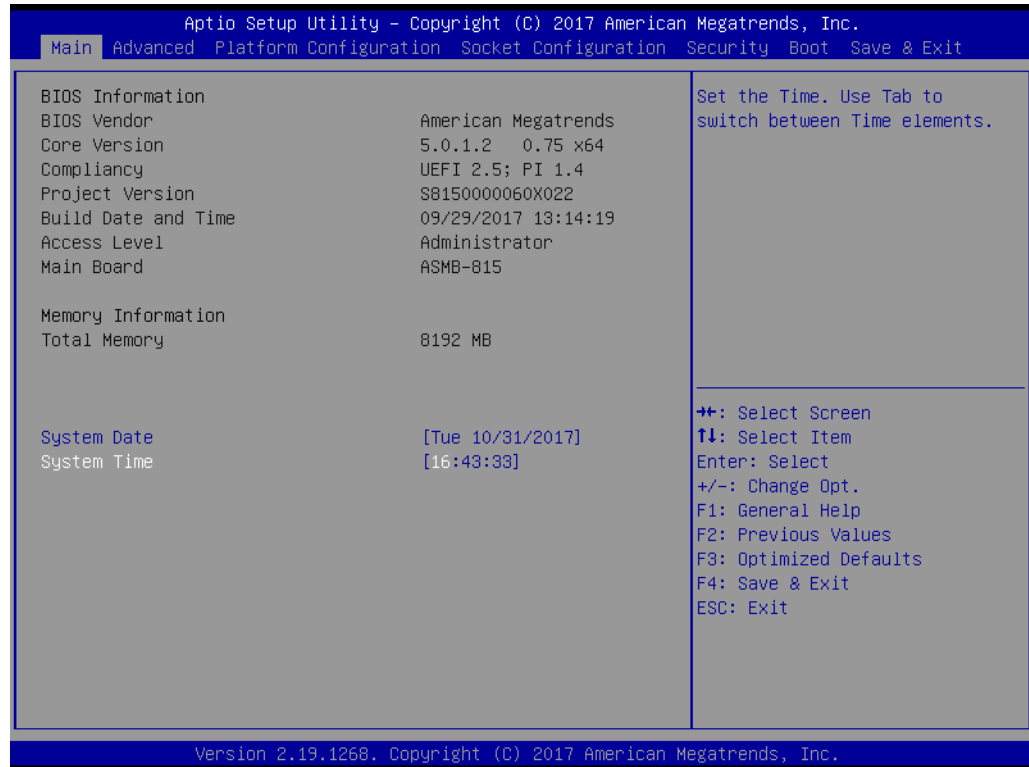 Aptio Setup Utility – Copyright (C) 2017 American Megatrends, Inc.
Main Advanced Platform Configuration Socket Configuration Security Boot Save & Exit
BIOS Information
BIOS Vendor American Megatrends
Core Version 5.0.1.2 0.75 x64
Compliancy UEFI 2.5; PI 1.4
Project Version S8150000060X022
Build Date and Time 09/29/2017 13:14:19
Access Level Administrator
Main Board ASMB-815
Memory Information
Total Memory 8192 MB
System Date [Tue 10/31/2017]
System Time [16:43:33]
Set the Time. Use Tab to
switch between Time elements.
→←: Select Screen
↑↓: Select Item
Enter: Select
+/-: Change Opt.
F1: General Help
F2: Previous Values
F3: Optimized Defaults
F4: Save & Exit
ESC: Exit
Version 2.19.1268. Copyright (C) 2017 American Megatrends, Inc.